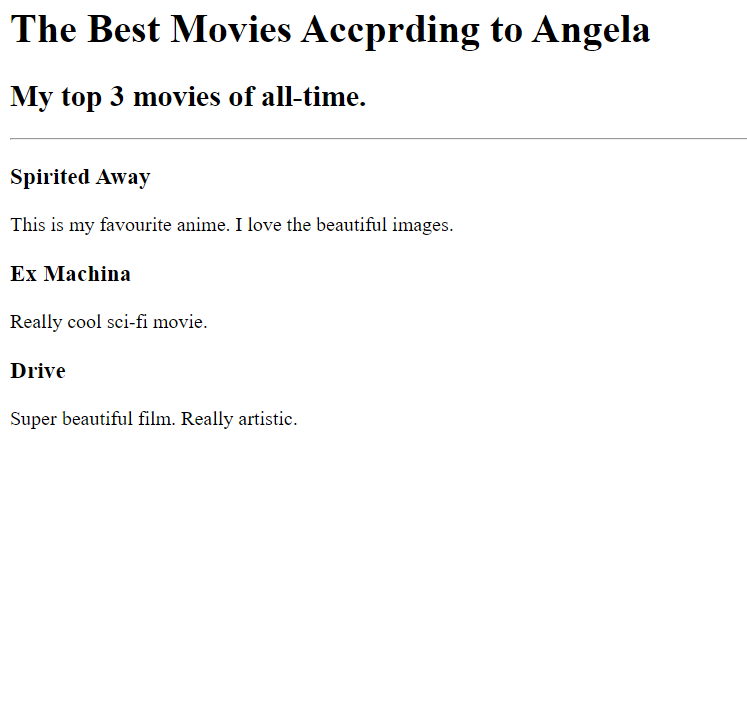 The Best Movies Accprding to Angela
My top 3 movies of all-time.
Spirited Away
This is my favourite anime. I love the beautiful images.
Ex Machina
Really cool sci-fi movie.
Drive
Super beautiful film. Really artistic.